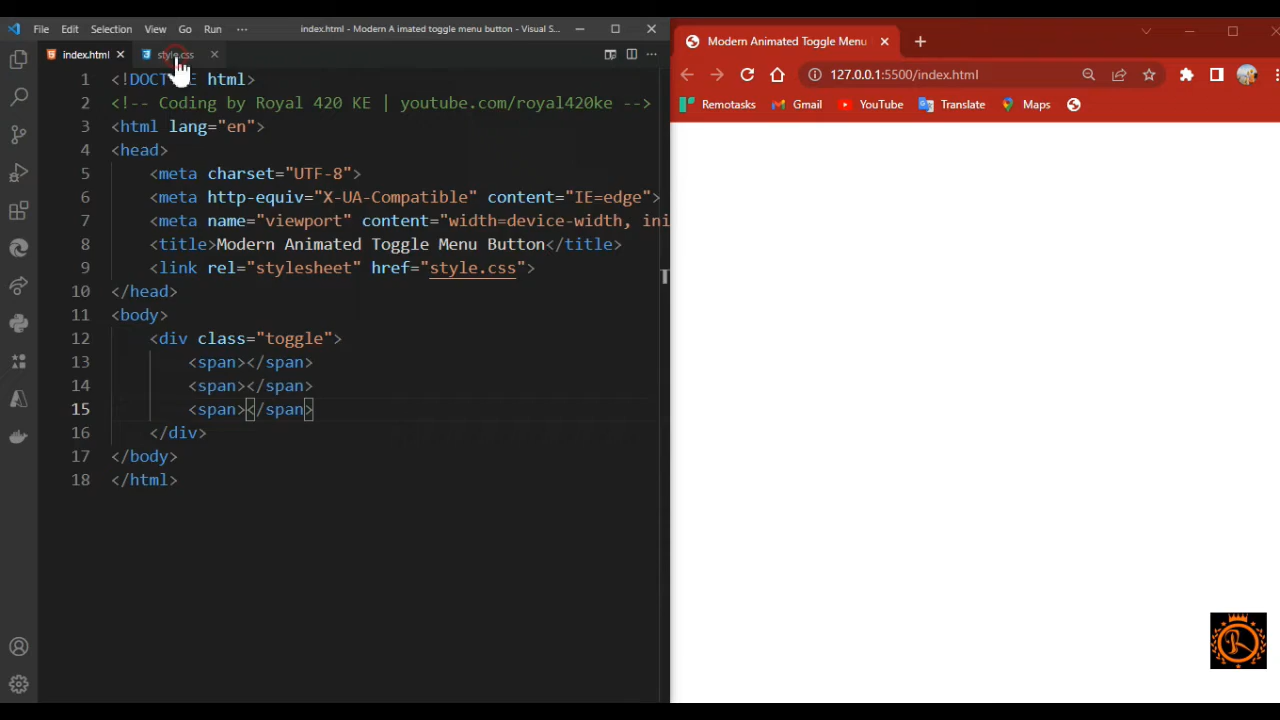 File Edit Selection View Go Run ··· index.html - Modern A imated toggle menu button - Visual S...
index.html style.css
1 <!DOCTYPE html>
2 <!-- Coding by Royal 420 KE | youtube.com/royal420ke -->
3 <html lang="en">
4 <head>
5 <meta charset="UTF-8">
6 <meta http-equiv="X-UA-Compatible" content="IE=edge">
7 <meta name="viewport" content="width=device-width, ini
8 <title>Modern Animated Toggle Menu Button</title>
9 <link rel="stylesheet" href="style.css">
10 </head>
11 <body>
12 <div class="toggle">
13 <span></span>
14 <span></span>
15 <span></span>
16 </div>
17 </body>
18 </html>
Modern Animated Toggle Menu
127.0.0.1:5500/index.html
Remotasks Gmail YouTube Translate Maps